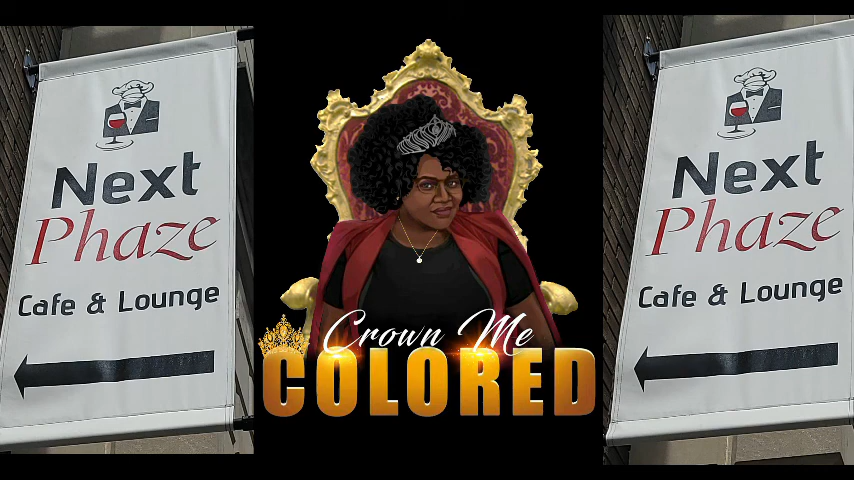 Next
Phaze
Cafe & Lounge
Crown Me
COLORED
Next
Phaze
Cafe & Lounge